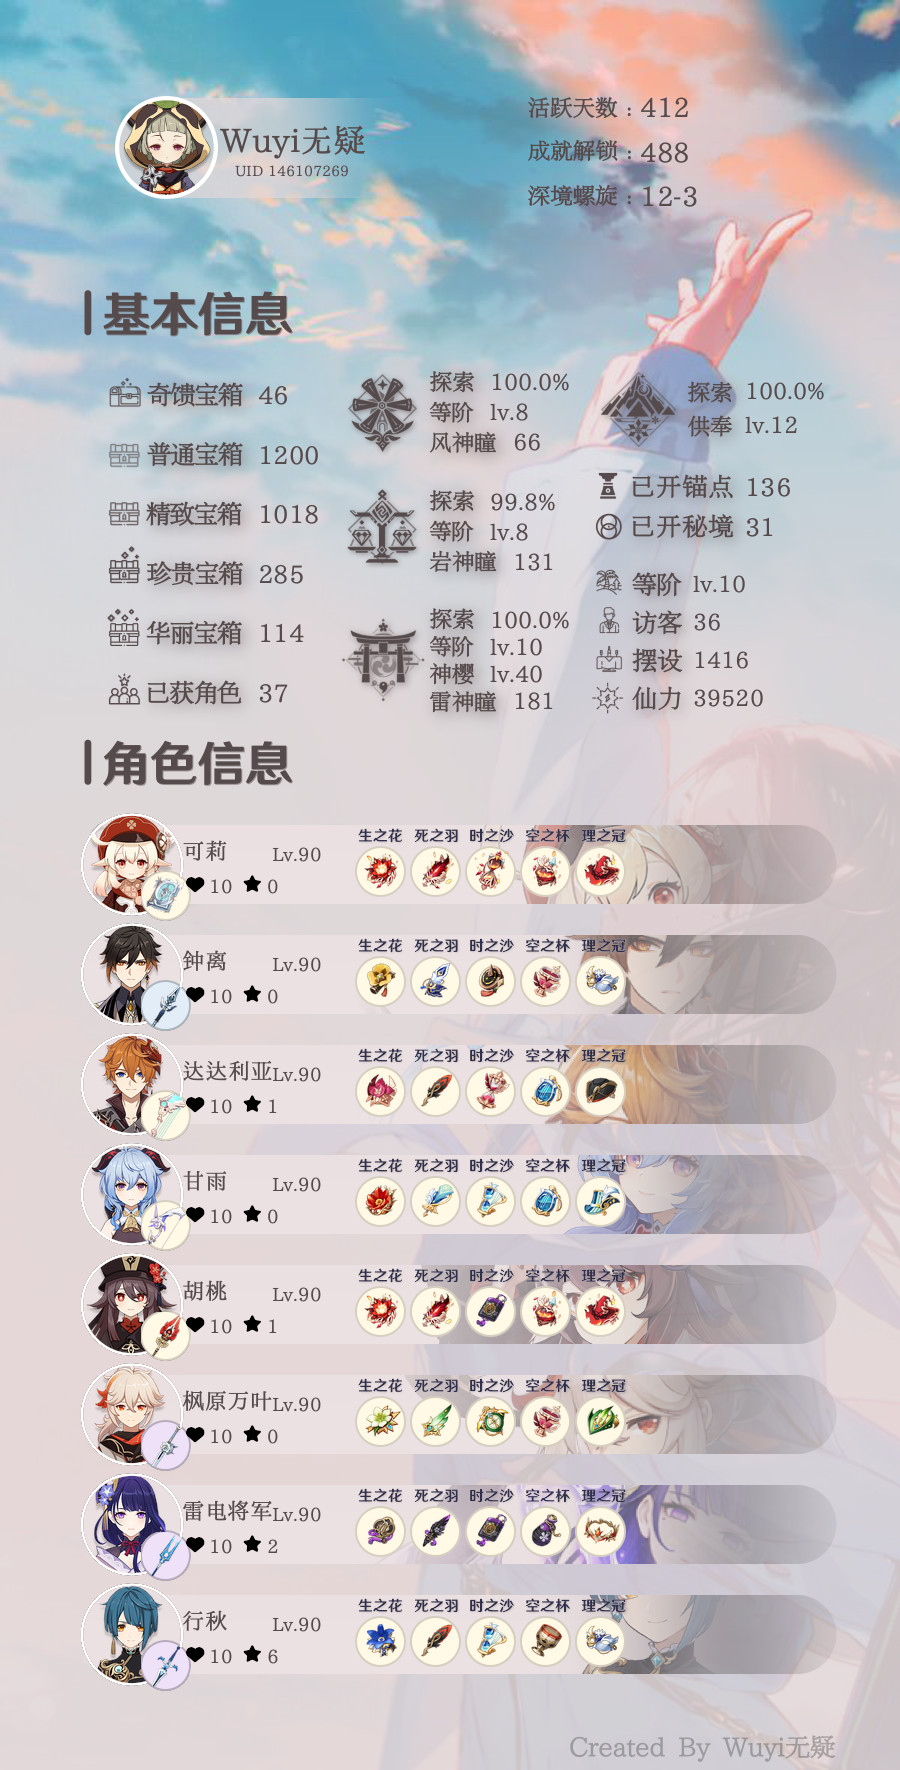 Wuyi无疑
UID 146107269
活跃天数：412
成就解锁：488
深境螺旋：12-3
基本信息
奇馈宝箱 46
普通宝箱 1200
精致宝箱 1018
珍贵宝箱 285
华丽宝箱 114
已获角色 37
探索 100.0%
等阶 lv.8
风神瞳 66
探索 99.8%
等阶 lv.8
岩神瞳 131
探索 100.0%
等阶 lv.10
神樱 lv.40
雷神瞳 181
探索 100.0%
供奉 lv.12
已开锚点 136
已开秘境 31
等阶 lv.10
访客 36
摆设 1416
仙力 39520
角色信息
可莉 Lv.90
10 0
生之花 死之羽 时之沙 空之杯 理之冠
钟离 Lv.90
10 0
生之花 死之羽 时之沙 空之杯 理之冠
达达利亚 Lv.90
10 1
生之花 死之羽 时之沙 空之杯 理之冠
甘雨 Lv.90
10 0
生之花 死之羽 时之沙 空之杯 理之冠
胡桃 Lv.90
10 1
生之花 死之羽 时之沙 空之杯 理之冠
枫原万叶 Lv.90
10 0
生之花 死之羽 时之沙 空之杯 理之冠
雷电将军 Lv.90
10 2
生之花 死之羽 时之沙 空之杯 理之冠
行秋 Lv.90
10 6
生之花 死之羽 时之沙 空之杯 理之冠
Created By Wuyi无疑